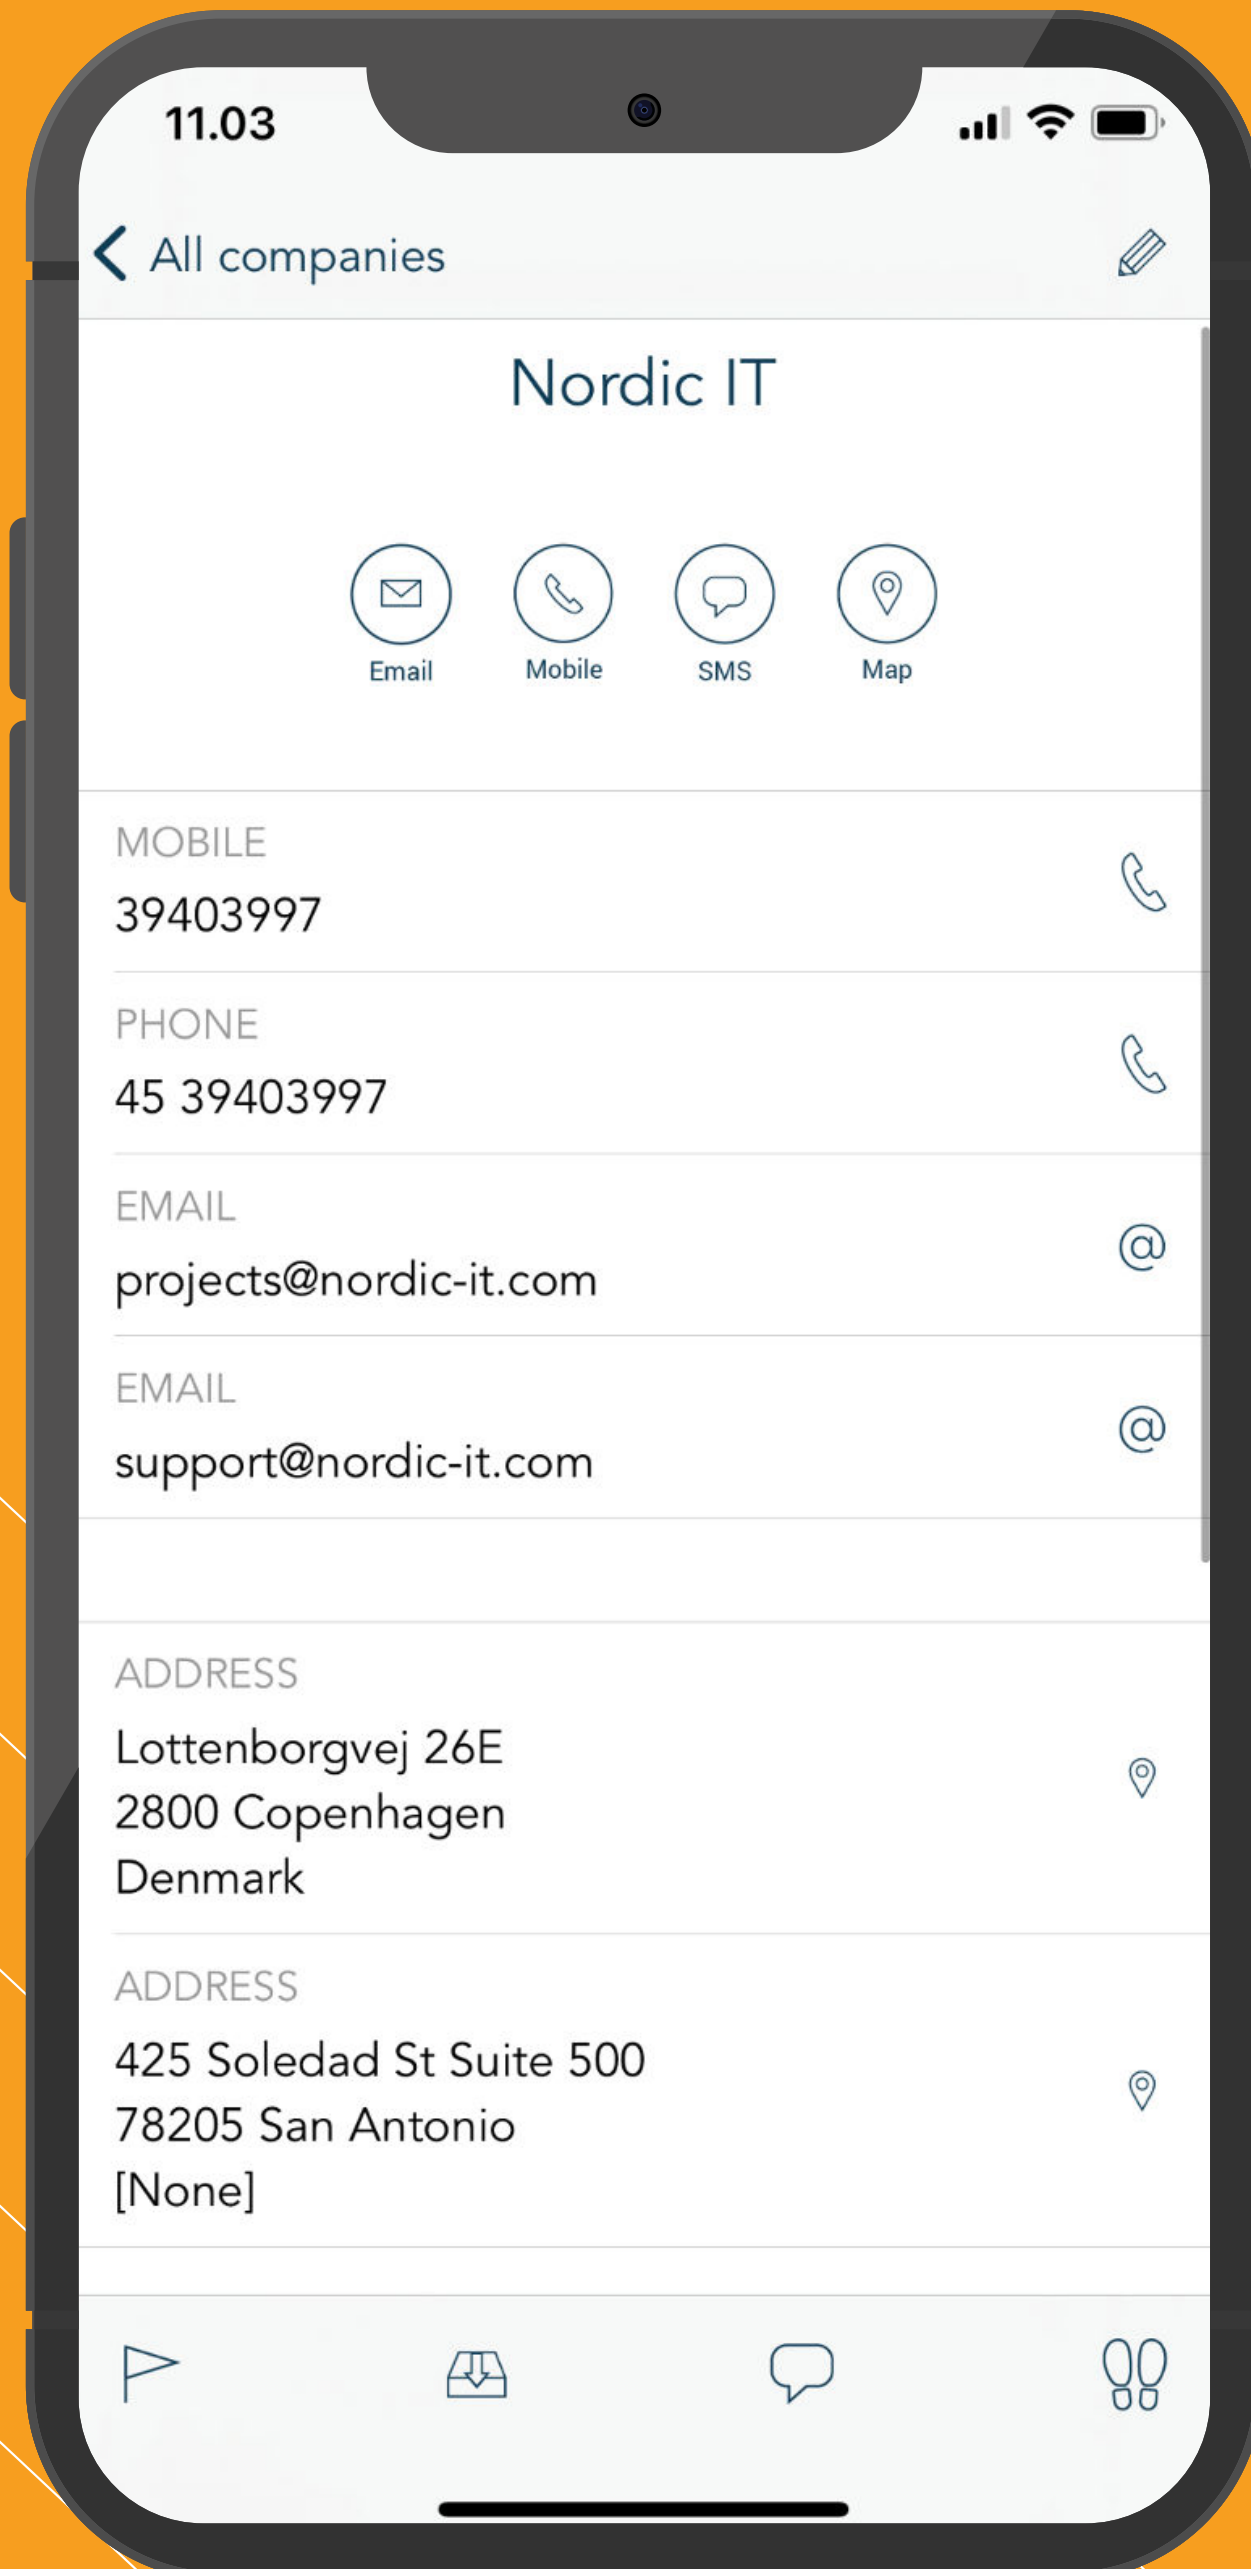 11.03
All companies
Nordic IT
Email Mobile SMS Map
MOBILE
39403997
PHONE
45 39403997
EMAIL
projects@nordic-it.com
@
EMAIL
support@nordic-it.com
@
ADDRESS
Lottenborgvej 26E
2800 Copenhagen
Denmark
ADDRESS
425 Soledad St Suite 500
78205 San Antonio
[None]